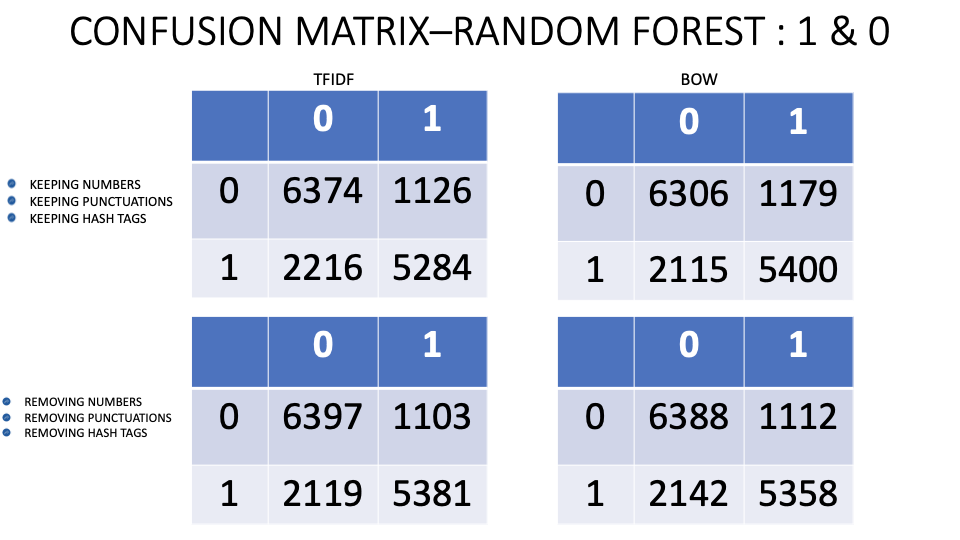 CONFUSION MATRIX–RANDOM FOREST : 1 & 0
TFIDF
BOW
0 1
0 6374 1126
1 2216 5284
0 1
0 6306 1179
1 2115 5400
KEEPING NUMBERS
KEEPING PUNCTUATIONS
KEEPING HASH TAGS
0 1
0 6397 1103
1 2119 5381
0 1
0 6388 1112
1 2142 5358
REMOVING NUMBERS
REMOVING PUNCTUATIONS
REMOVING HASH TAGS